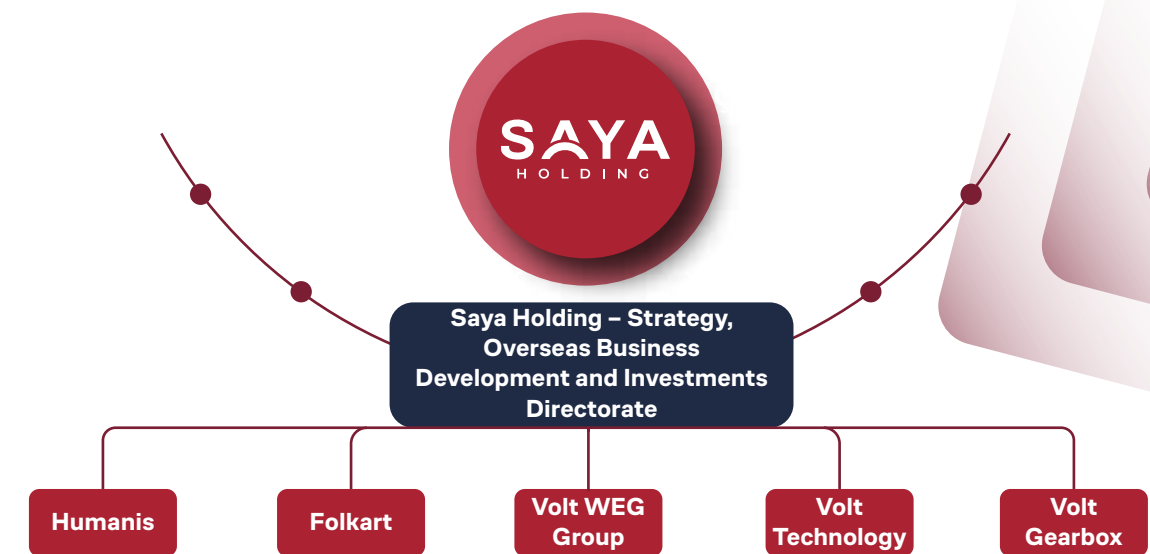 SAYA
HOLDING
Saya Holding – Strategy,
Overseas Business
Development and Investments
Directorate
Humanis
Folkart
Volt WEG
Group
Volt
Technology
Volt
Gearbox